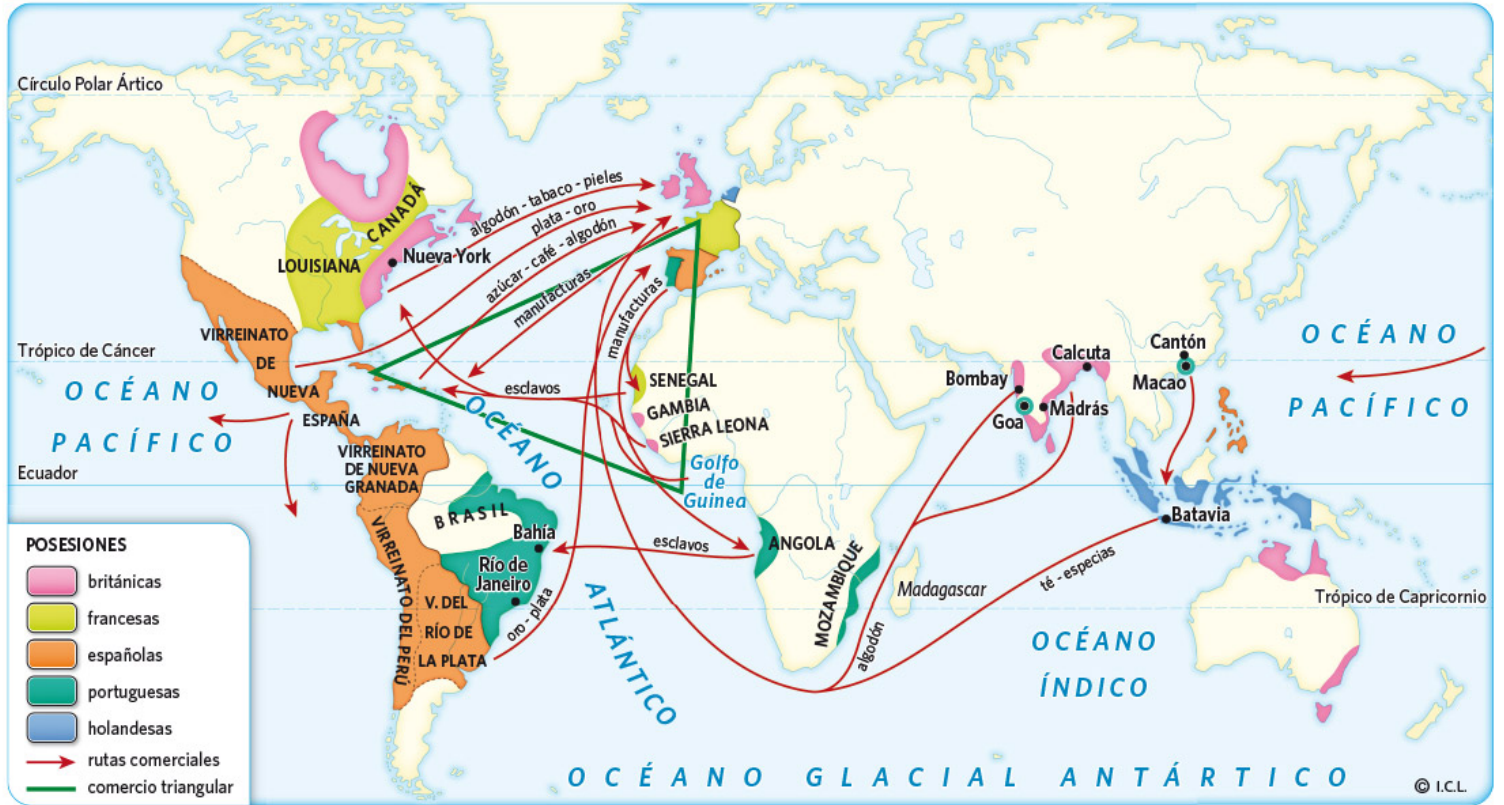 Círculo Polar Ártico
algodón - tabaco - pieles
plata - oro
azúcar - café - algodón
manufacturas
CANADÁ
LOUISIANA
Nueva York
manufacturas
Trópico de Cáncer
VIRREINATO
DE
NUEVA
ESPAÑA
OCÉANO
PACÍFICO
esclavos
SENEGAL
GAMBIA
SIERRA LEONA
Golfo
de
Guinea
OCÉANO
ATLÁNTICO
Bombay
Goa
Calcuta
Madrás
Cantón
Macao
OCÉANO
PACÍFICO
Ecuador
VIRREINATO
DE NUEVA
GRANADA
BRASIL
Bahía
Río de
Janeiro
VIRREINATO DEL PERÚ
V. DEL
RÍO DE
LA PLATA
oro - plata
esclavos
ANGOLA
MOZAMBIQUE
Madagascar
algodón
té - especias
Batavia
Trópico de Capricornio
OCÉANO
ÍNDICO
OCÉANO GLACIAL ANTÁRTICO
POSESIONES
británicas
francesas
españolas
portuguesas
holandesas
rutas comerciales
comercio triangular
© I.C.L.